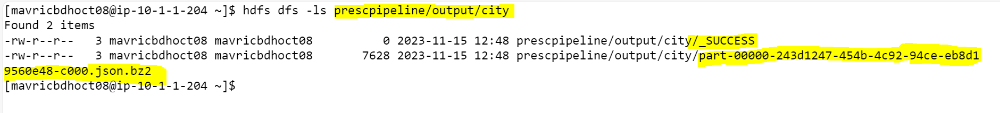 [mavricbdhoct08@ip-10-1-1-204 ~]$ hdfs dfs -ls prescpipeline/output/city
Found 2 items
-rw-r--r--   3 mavricbdhoct08 mavricbdhoct08          0 2023-11-15 12:48 prescpipeline/output/city/_SUCCESS
-rw-r--r--   3 mavricbdhoct08 mavricbdhoct08       7628 2023-11-15 12:48 prescpipeline/output/city/part-00000-243d1247-454b-4c92-94ce-eb8d1
9560e48-c000.json.bz2
[mavricbdhoct08@ip-10-1-1-204 ~]$